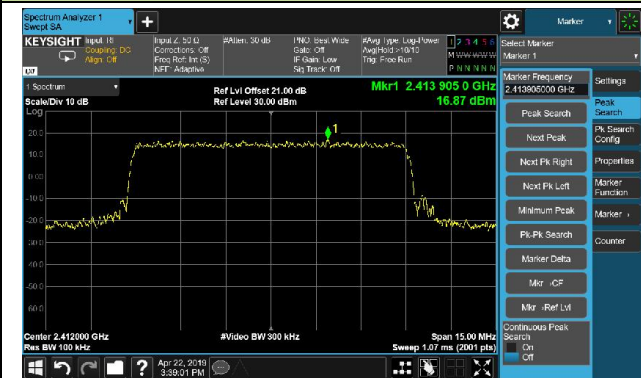 Spectrum Analyzer 1
Swept SA
+
Marker
KEYSIGHT Input: RF
Coupling: DC
Align: Off
Input Z: 50 Ω
Corrections: Off
Freq Ref: Int (S)
NFE: Adaptive
#Atten: 30 dB
PNO: Best Wide
Gate: Off
IF Gain: Low
Sig Track: Off
#Avg Type: Log-Power
Avg|Hold: >10/10
Trig: Free Run
1 2 3 4 5 6
M W W W W W
P N N N N N
Select Marker
Marker 1
1 Spectrum
Scale/Div 10 dB
Log
Ref Lvl Offset 21.00 dB
Ref Level 30.00 dBm
Mkr1 2.413 905 0 GHz
16.87 dBm
1
20.0
10.0
0.00
-10.0
-20.0
-30.0
-40.0
-50.0
-60.0
Center 2.412000 GHz
#Video BW 300 kHz
Span 15.00 MHz
Res BW 100 kHz
Sweep 1.07 ms (2001 pts)
Marker Frequency
2.413905000 GHz
Peak Search
Next Peak
Next Pk Right
Next Pk Left
Minimum Peak
Pk-Pk Search
Marker Delta
Mkr→CF
Mkr→Ref Lvl
Continuous Peak
Search
On
Off
Settings
Peak
Search
Pk Search
Config
Properties
Marker
Function
Marker→
Counter
?
Apr 22, 2019
3:39:01 PM